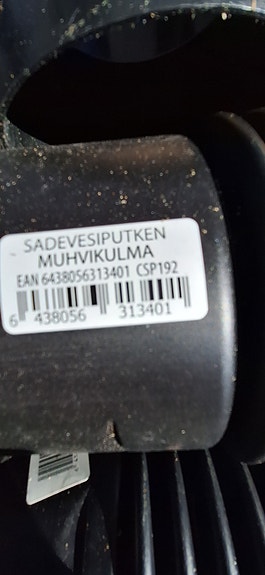 SADEVESIPUTKEN
MUHVIKULMA
EAN 6438056313401 CSP192
6 438056 313401